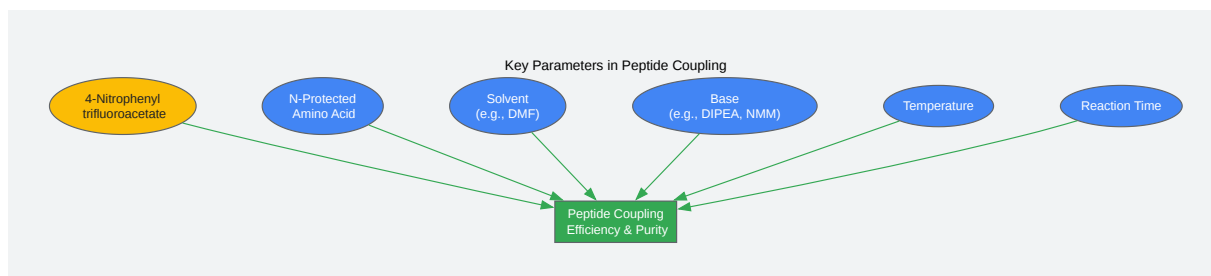 Key Parameters in Peptide Coupling
4-Nitrophenyl
trifluoroacetate
N-Protected
Amino Acid
Solvent
(e.g., DMF)
Base
(e.g., DIPEA, NMM)
Temperature
Reaction Time
Peptide Coupling
Efficiency & Purity